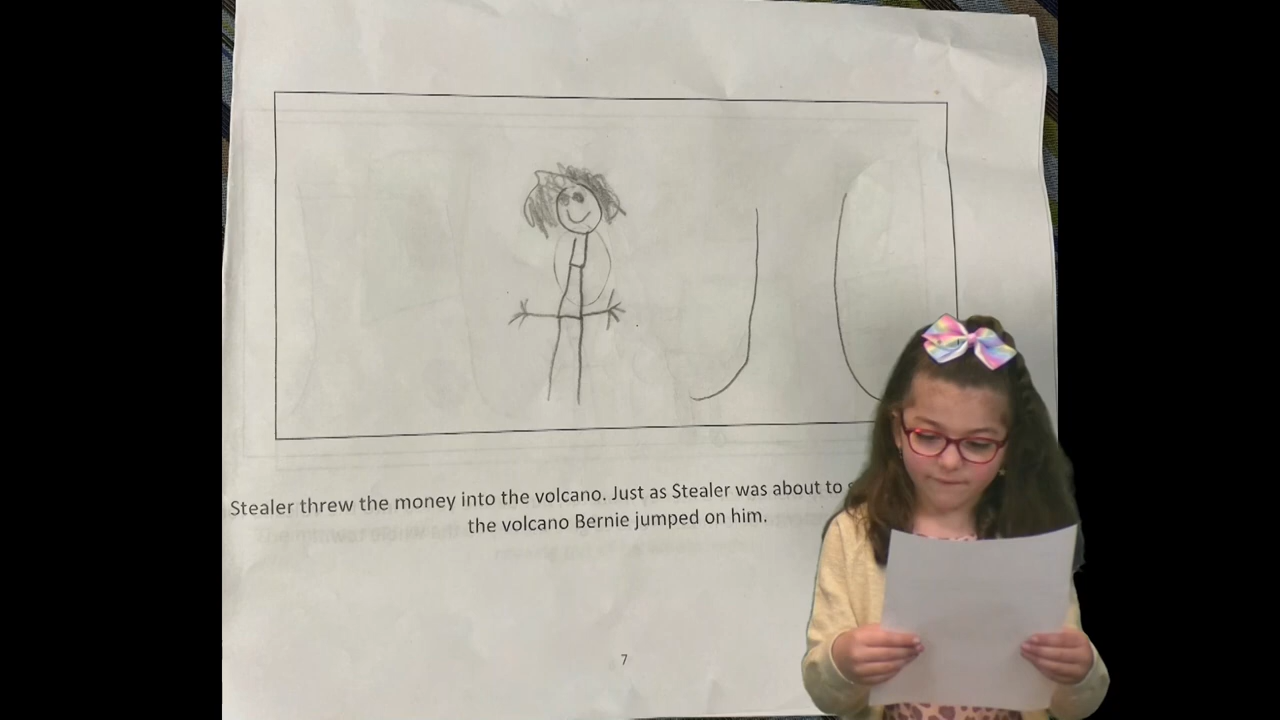 Stealer threw the money into the volcano. Just as Stealer was about to
the volcano Bernie jumped on him.
7